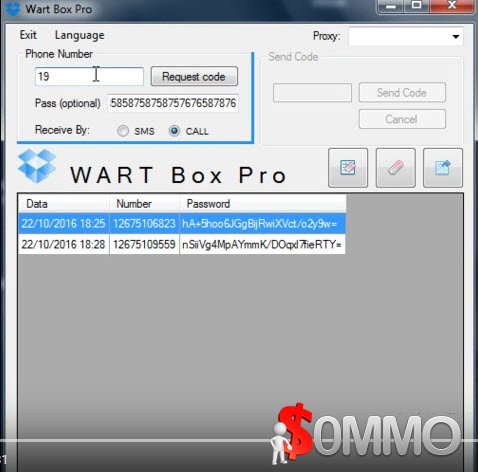 Wart Box Pro
Exit Language Proxy:
Phone Number Send Code
19 Request code
Send Code
Pass (optional) 5858758758757676587876
Cancel
Receive By: SMS CALL
WART Box Pro
Data Number Password
22/10/2016 18:25 12675106823 hA+5hoo6JGgBijRwiXVct/o2y9w=
22/10/2016 18:28 12675109559 nSiiVg4MpAYmmK/DOqxl7fieRTY=
$0MMO